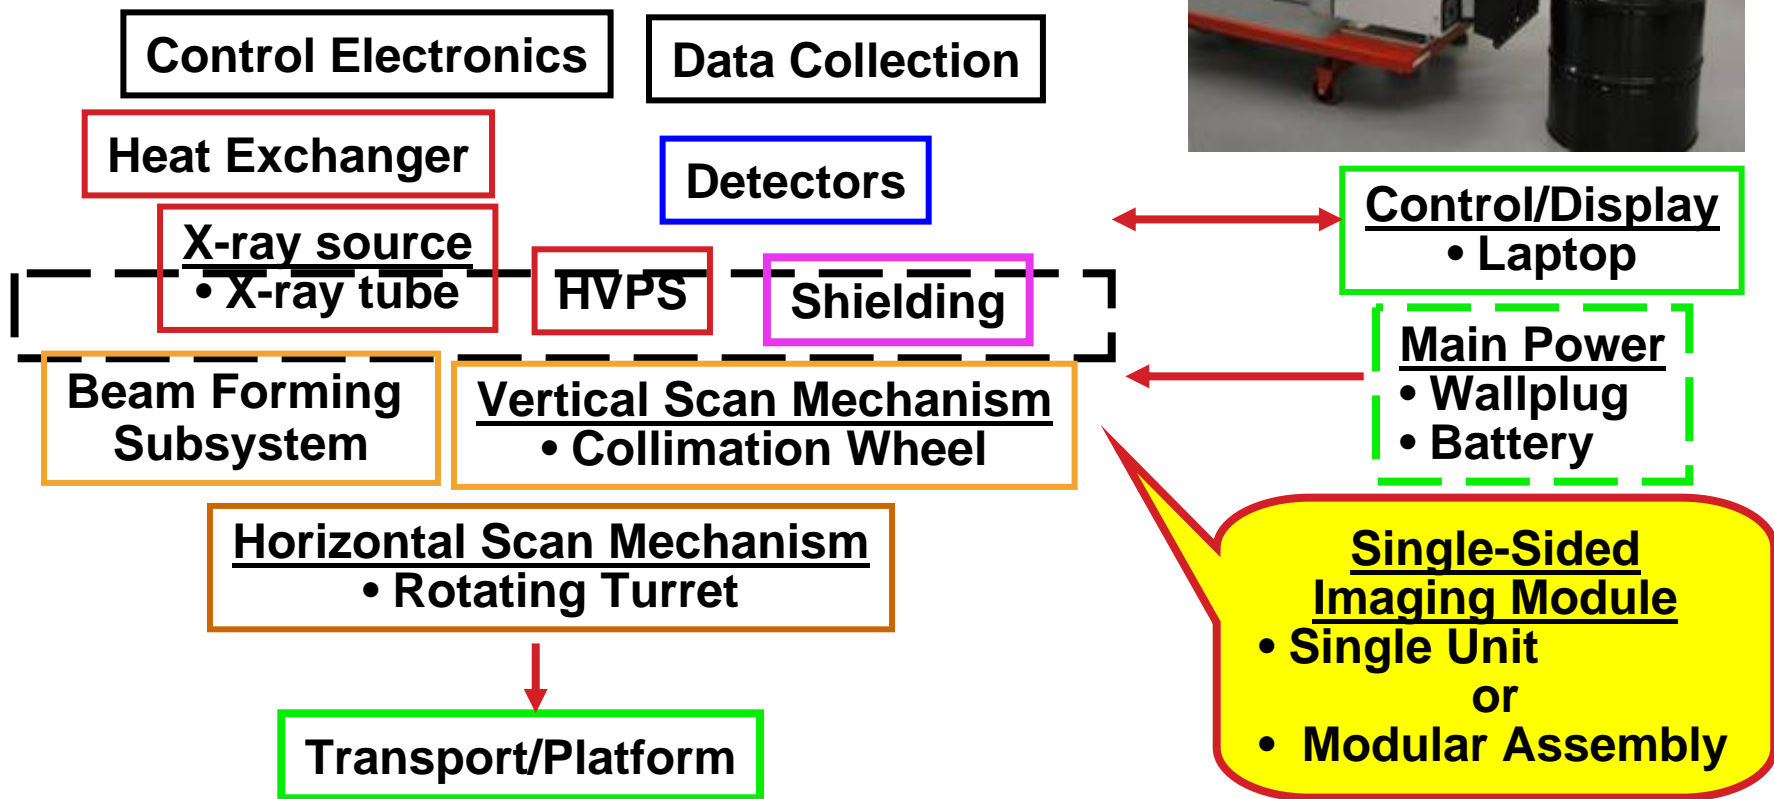 Control Electronics
Data Collection
Heat Exchanger
Detectors
X-ray source
• X-ray tube
HVPS
Shielding
Control/Display
• Laptop
Main Power
• Wallplug
• Battery
Beam Forming
Subsystem
Vertical Scan Mechanism
• Collimation Wheel
Horizontal Scan Mechanism
• Rotating Turret
Single-Sided
Imaging Module
• Single Unit
or
• Modular Assembly
Transport/Platform